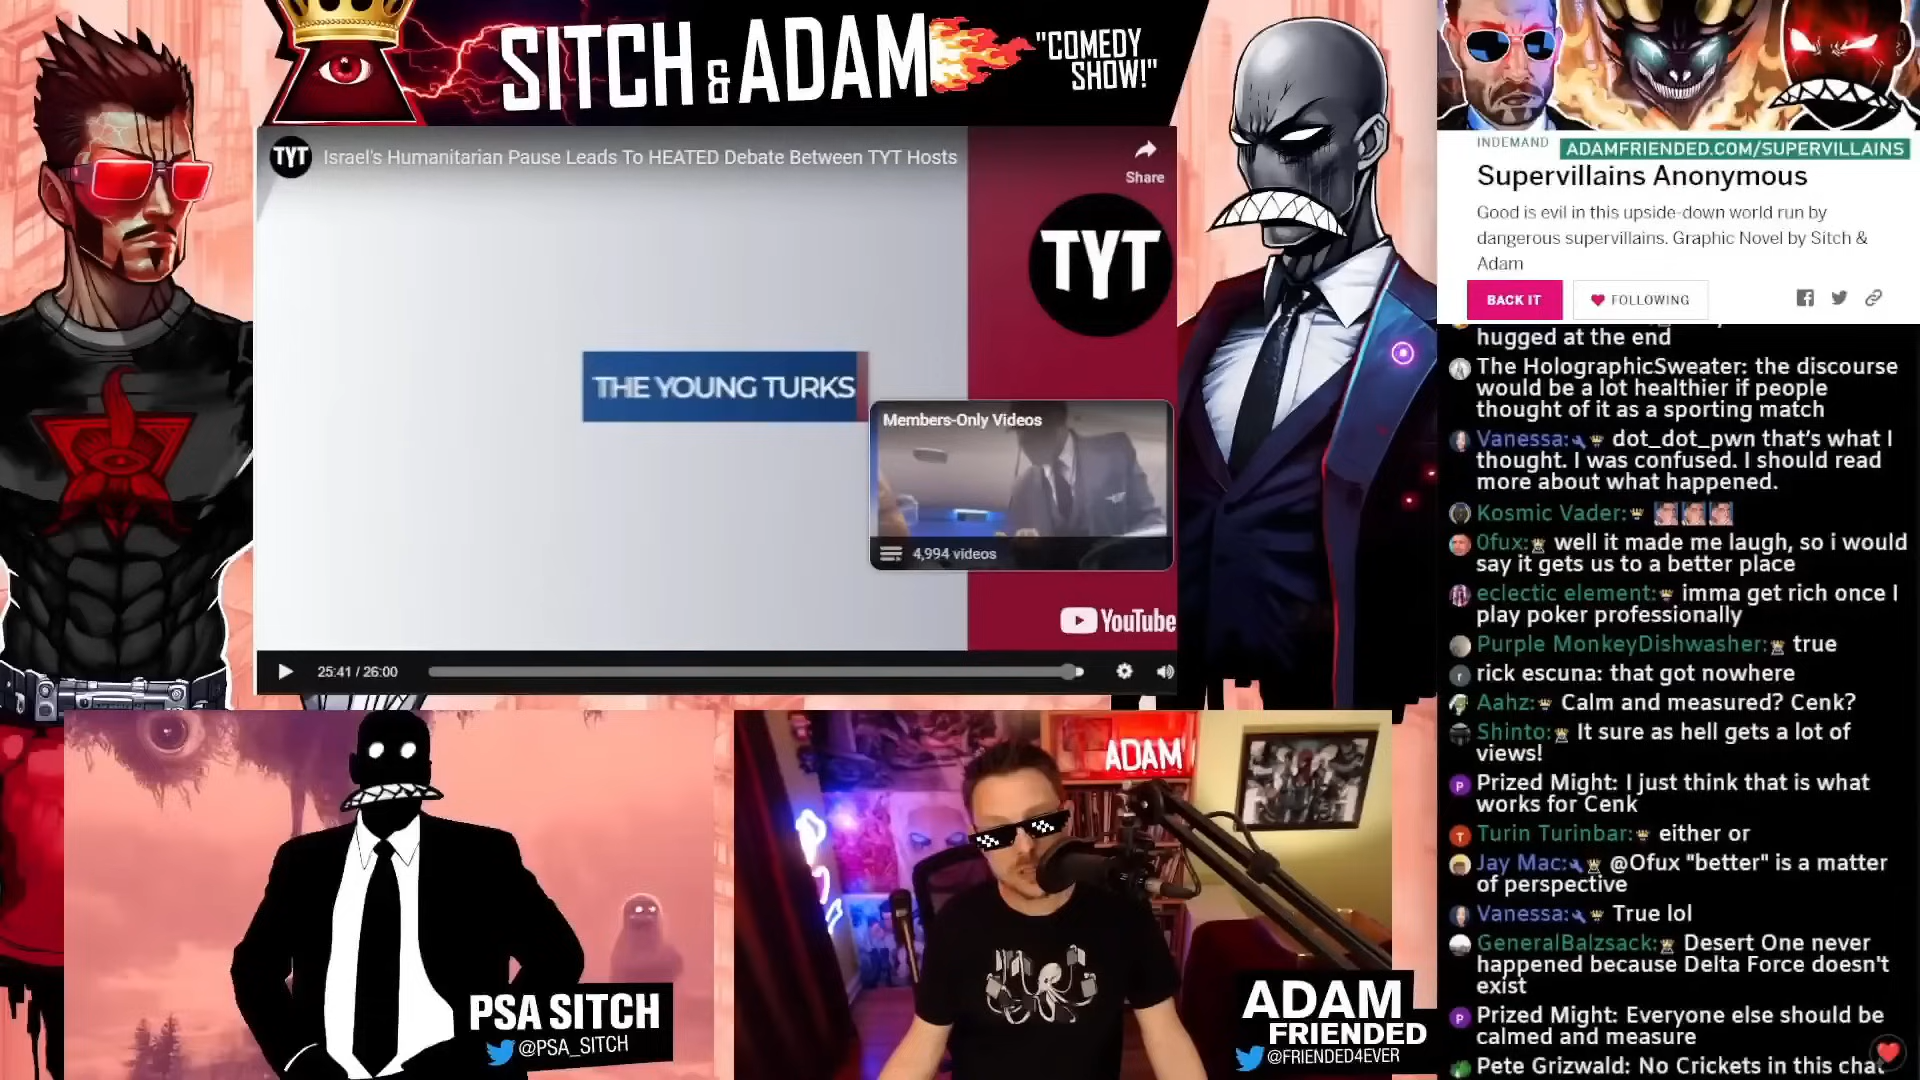 SITCH & ADAM
"COMEDY
SHOW!"
TYT
Israel's Humanitarian Pause Leads To HEATED Debate Between TYT Hosts
Share
TYT
THE YOUNG TURKS
Members-Only Videos
4,994 videos
YouTube
25:41 / 26:00
INDEMAND
ADAMFRIENDED.COM/SUPERVILLAINS
Supervillains Anonymous
Good is evil in this upside-down world run by
dangerous supervillains. Graphic Novel by Sitch &
Adam
BACK IT
FOLLOWING
hugged at the end
The HolographicSweater: the discourse
would be a lot healthier if people
thought of it as a sporting match
Vanessa: dot_dot_pwn that's what I
thought. I was confused. I should read
more about what happened.
Kosmic Vader:
0fux: well it made me laugh, so i would
say it gets us to a better place
eclectic element: imma get rich once I
play poker professionally
Purple MonkeyDishwasher: true
rick escuna: that got nowhere
Aahz: Calm and measured? Cenk?
Shinto: It sure as hell gets a lot of
views!
Prized Might: I just think that is what
works for Cenk
Turin Turinbar: either or
Jay Mac: @Ofux "better" is a matter
of perspective
Vanessa: True lol
GeneralBalzsack: Desert One never
happened because Delta Force doesn't
exist
Prized Might: Everyone else should be
calmed and measure
Pete Grizwald: No Crickets in this chat
ADAM
PSA SITCH
@PSA_SITCH
ADAM
FRIENDED
@FRIENDED4EVER